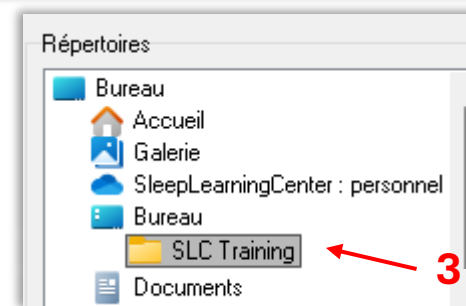 Répertoires
Bureau
Accueil
Galerie
SleepLearningCenter : personnel
Bureau
SLC Training
3
Documents